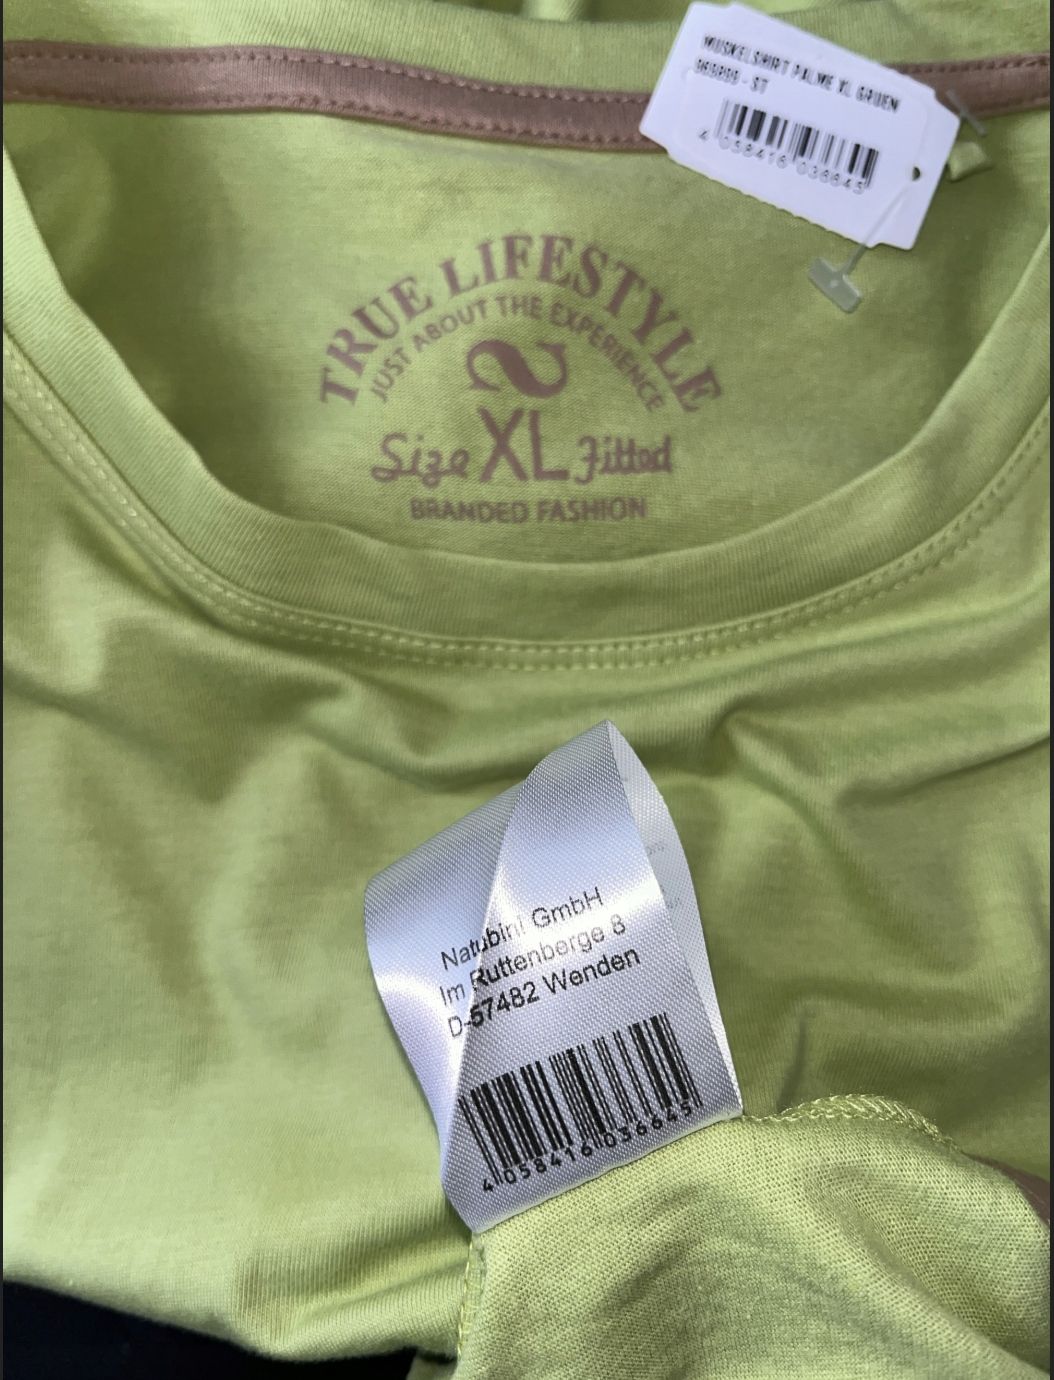 MUSKELSHIRT PALME XL GRUEN
- ST
4 058416 036645
TRUE LIFESTYLE
JUST ABOUT THE EXPERIENCE
Size XL Fitted
BRANDED FASHION
Natubini GmbH
Im Ruttenberge 8
D-57482 Wenden
4 058416 036645